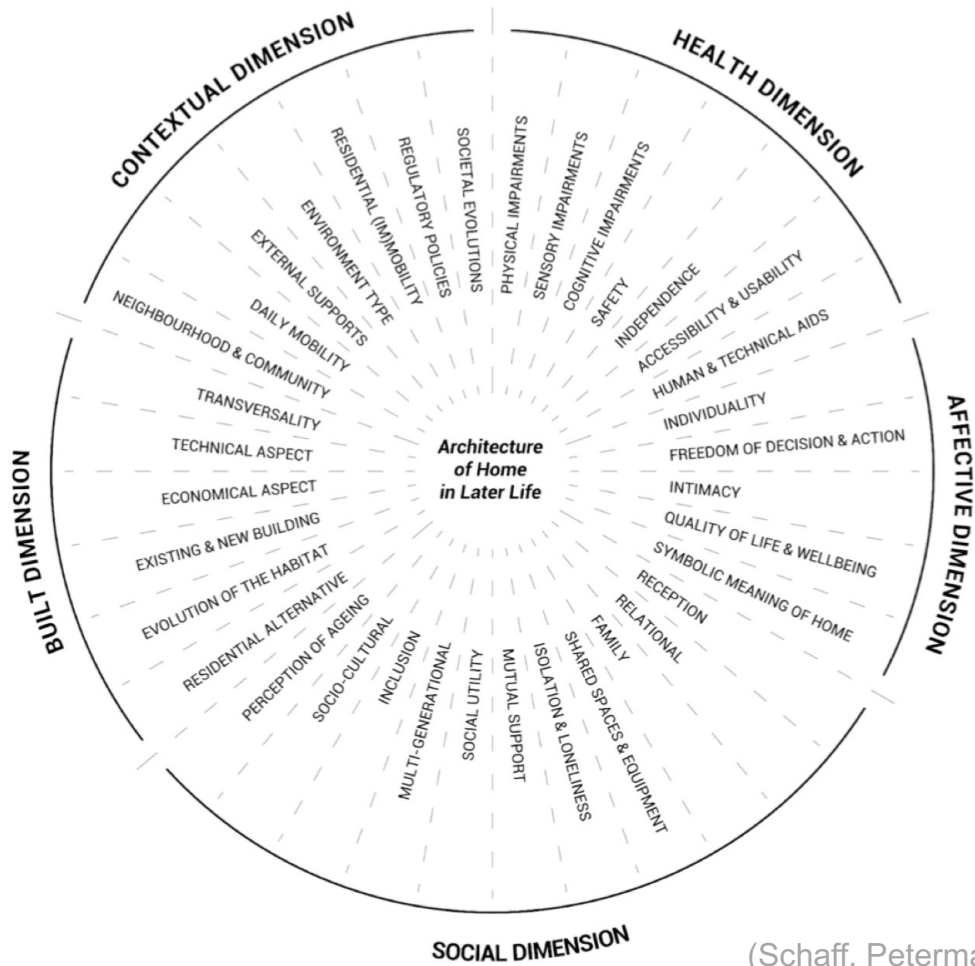 CONTEXTUAL DIMENSION
HEALTH DIMENSION
AFFECTIVE DIMENSION
SOCIAL DIMENSION
BUILT DIMENSION
Architecture
of Home
in Later Life
PHYSICAL IMPAIRMENTS
SENSORY IMPAIRMENTS
COGNITIVE IMPAIRMENTS
SAFETY
INDEPENDENCE
ACCESSIBILITY & USABILITY
HUMAN & TECHNICAL AIDS
INDIVIDUALITY
FREEDOM OF DECISION & ACTION
INTIMACY
QUALITY OF LIFE & WELLBEING
SYMBOLIC MEANING OF HOME
RECEPTION
RELATIONAL
FAMILY
SHARED SPACES & EQUIPMENT
ISOLATION & LONELINESS
MUTUAL SUPPORT
SOCIAL UTILITY
MULTI-GENERATIONAL
INCLUSION
SOCIO-CULTURAL
PERCEPTION OF AGEING
RESIDENTIAL ALTERNATIVE
EVOLUTION OF THE HABITAT
EXISTING & NEW BUILDING
ECONOMICAL ASPECT
TECHNICAL ASPECT
TRANSVERSALITY
NEIGHBOURHOOD & COMMUNITY
DAILY MOBILITY
EXTERNAL SUPPORTS
ENVIRONMENT TYPE
RESIDENTIAL (IM)MOBILITY
REGULATORY POLICIES
SOCIETAL EVOLUTIONS
(Schaff, Peterma